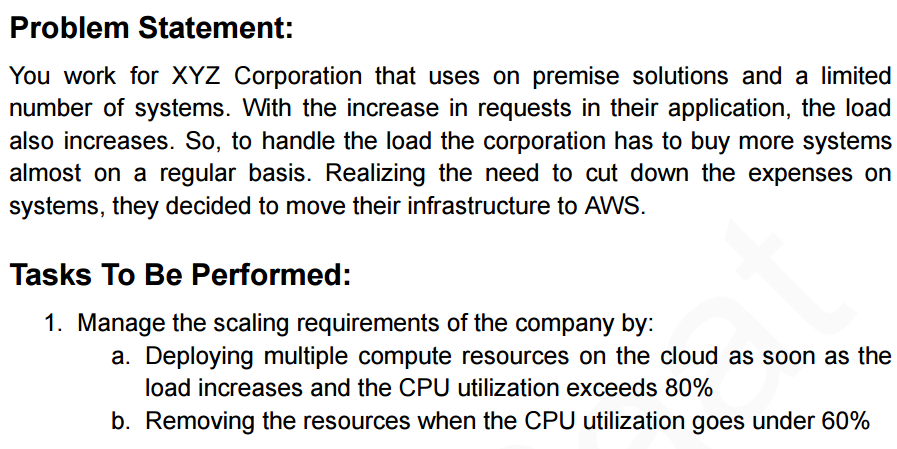 Problem Statement:
You work for XYZ Corporation that uses on premise solutions and a limited
number of systems. With the increase in requests in their application, the load
also increases. So, to handle the load the corporation has to buy more systems
almost on a regular basis. Realizing the need to cut down the expenses on
systems, they decided to move their infrastructure to AWS.
Tasks To Be Performed:
1. Manage the scaling requirements of the company by:
a. Deploying multiple compute resources on the cloud as soon as the
load increases and the CPU utilization exceeds 80%
b. Removing the resources when the CPU utilization goes under 60%